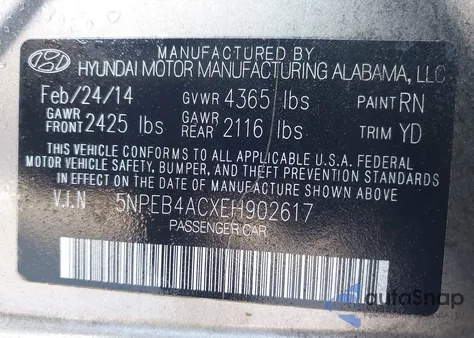 MANUFACTURED BY
HYUNDAI MOTOR MANUFACTURING ALABAMA, LLC
Feb/24/14 GVWR 4365 lbs PAINT RN
GAWR FRONT 2425 lbs GAWR REAR 2116 lbs TRIM YD
THIS VEHICLE CONFORMS TO ALL APPLICABLE U.S.A. FEDERAL
MOTOR VEHICLE SAFETY, BUMPER, AND THEFT PREVENTION STANDARDS
IN EFFECT ON THE DATE OF MANUFACTURE SHOWN ABOVE.
V.I.N 5NPEB4ACXEH902617
PASSENGER CAR
autoSnap